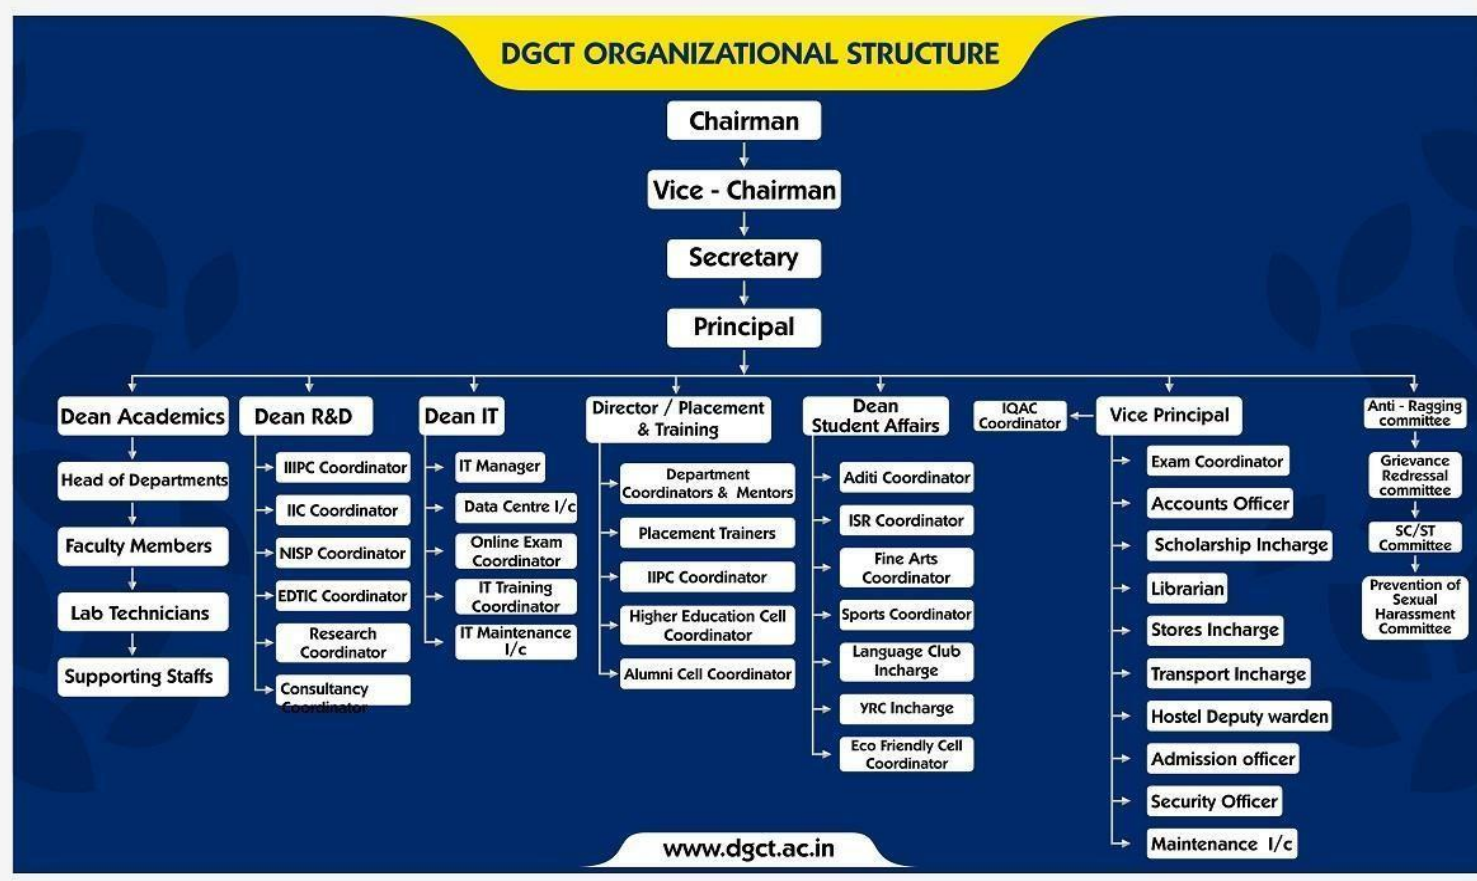 DGCT ORGANIZATIONAL STRUCTURE
Chairman
Vice - Chairman
Secretary
Principal
Dean Academics
Head of Departments
Faculty Members
Lab Technicians
Supporting Staffs
Dean R&D
IIIPC Coordinator
IIC Coordinator
NISP Coordinator
EDTIC Coordinator
Research
Coordinator
Consultancy
Coordinator
Dean IT
IT Manager
Data Centre I/c
Online Exam
Coordinator
IT Training
Coordinator
IT Maintenance
I/c
Director / Placement
& Training
Department
Coordinators & Mentors
Placement Trainers
IIPC Coordinator
Higher Education Cell
Coordinator
Alumni Cell Coordinator
Dean
Student Affairs
Aditi Coordinator
ISR Coordinator
Fine Arts
Coordinator
Sports Coordinator
Language Club
Incharge
YRC Incharge
Eco Friendly Cell
Coordinator
IQAC
Coordinator
Vice Principal
Exam Coordinator
Accounts Officer
Scholarship Incharge
Librarian
Stores Incharge
Transport Incharge
Hostel Deputy warden
Admission officer
Security Officer
Maintenance I/c
Anti - Ragging
committee
Grievance
Redressal
committee
SC/ST
Committee
Prevention of
Sexual
Harassment
Committee
www.dgct.ac.in